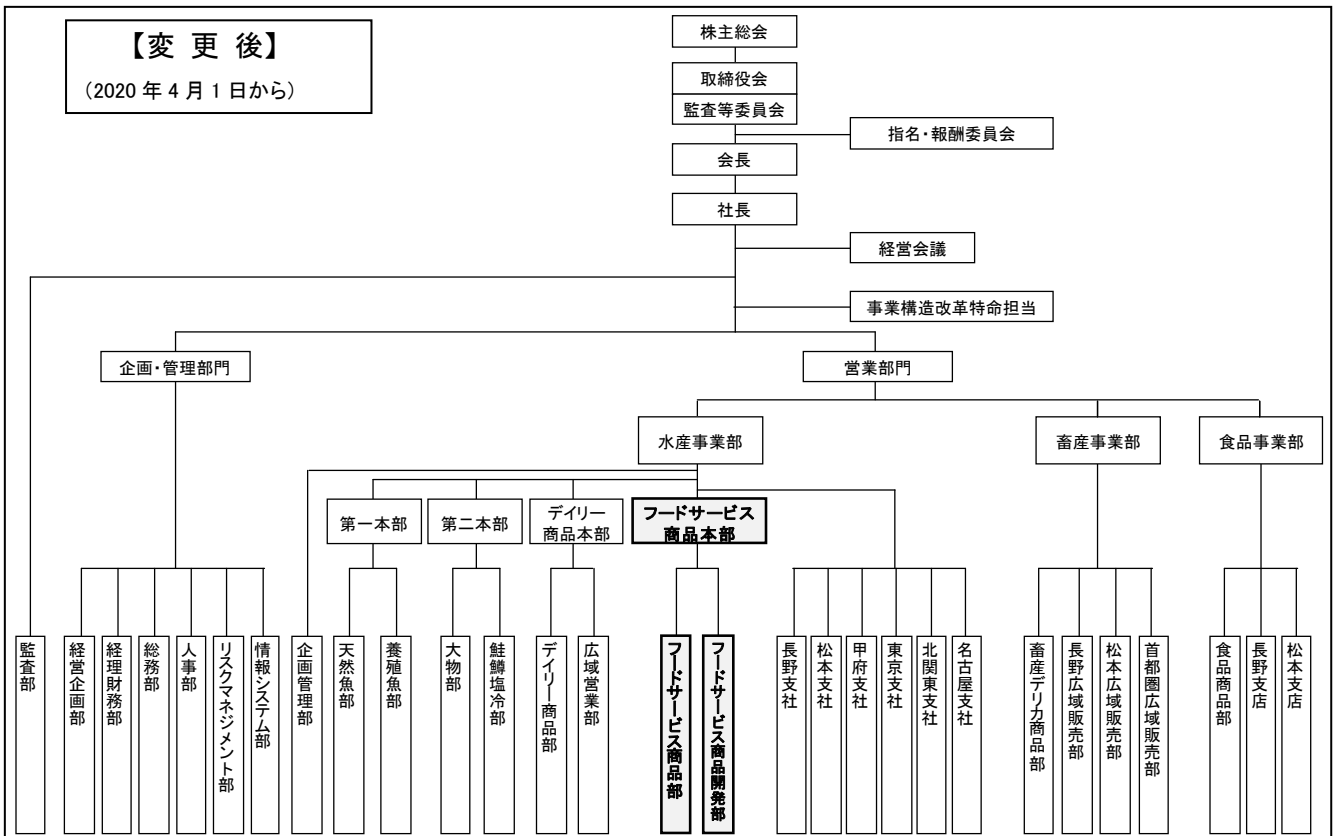 【変 更 後】
(2020 年 4 月 1 日から)
株主総会
取締役会
監査等委員会
指名・報酬委員会
会長
社長
経営会議
事業構造改革特命担当
企画・管理部門
営業部門
水産事業部
畜産事業部
食品事業部
第一本部
第二本部
デイリー
商品本部
フードサービス
商品本部
監査部
経営企画部
経理財務部
総務部
人事部
リスクマネジメント部
情報システム部
企画管理部
天然魚部
養殖魚部
大物部
鮭鱒塩冷部
デイリー商品部
広域営業部
フードサービス商品部
フードサービス商品開発部
長野支社
松本支社
甲府支社
東京支社
北関東支社
名古屋支社
畜産デリカ商品部
長野広域販売部
松本広域販売部
首都圏広域販売部
食品商品部
長野支店
松本支店